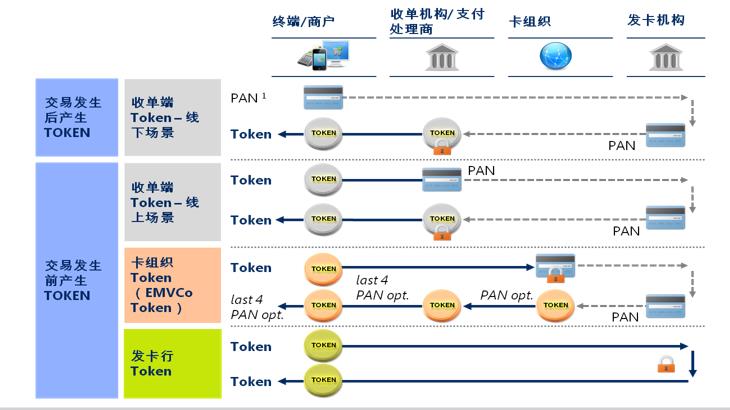 终端/商户
收单机构/支付
处理商
卡组织
发卡机构
交易发生
后产生
TOKEN
收单端
Token – 线
下场景
PAN 1
Token
TOKEN
TOKEN
PAN
交易发生
前产生
TOKEN
收单端
Token – 线
上场景
Token
TOKEN
PAN
Token
TOKEN
TOKEN
PAN
卡组织
Token
（EMVCo
Token）
Token
TOKEN
last 4
PAN opt.
last 4
PAN opt.
TOKEN
TOKEN
PAN opt.
TOKEN
PAN
发卡行
Token
Token
TOKEN
Token
TOKEN